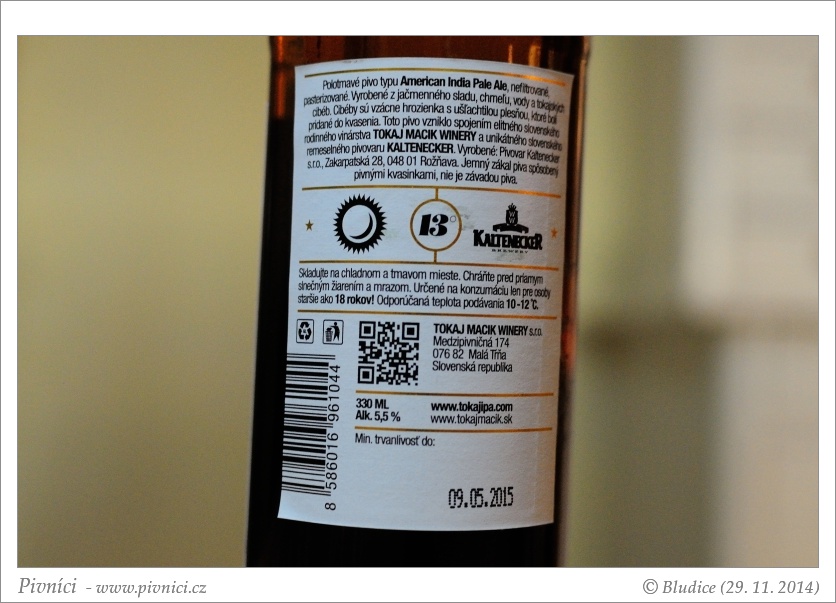 Polotmavé pivo typu American India Pale Ale, nefiltrované,
pasterizované. Vyrobené z jačmenného sladu, chmeľu, vody a tokajských
cibéb. Cibéby sú vzácne hrozienka s ušľachtilou plesňou, ktoré boli
pridané do kvasenia. Toto pivo vzniklo spojením elitného slovenského
rodinného vinárstva TOKAJ MACIK WINERY a unikátného slovenského
remeselného pivovaru KALTENECKER. Vyrobené: Pivovar Kaltenecker
s.r.o., Zakarpatská 28, 048 01 Rožňava. Jemný zákal piva spôsobený
pivnými kvasinkami, nie je závadou piva.
13°
KALTENECKER
BREWERY
Skladujte na chladnom a tmavom mieste. Chráňte pred priamym
slnečným žiarením a mrazom. Určené na konzumáciu len pre osoby
staršie ako 18 rokov! Odporúčaná teplota podávania 10-12 °C.
TOKAJ MACIK WINERY s.r.o.
Medzipivničná 174
076 82 Malá Tŕňa
Slovenská republika
330 ML
Alk. 5,5 %
www.tokajipa.com
www.tokajmacik.sk
Min. trvanlivosť do:
09.05.2015
8 586016 961044
Pivníci - www.pivnici.cz
© Bludice (29. 11. 2014)